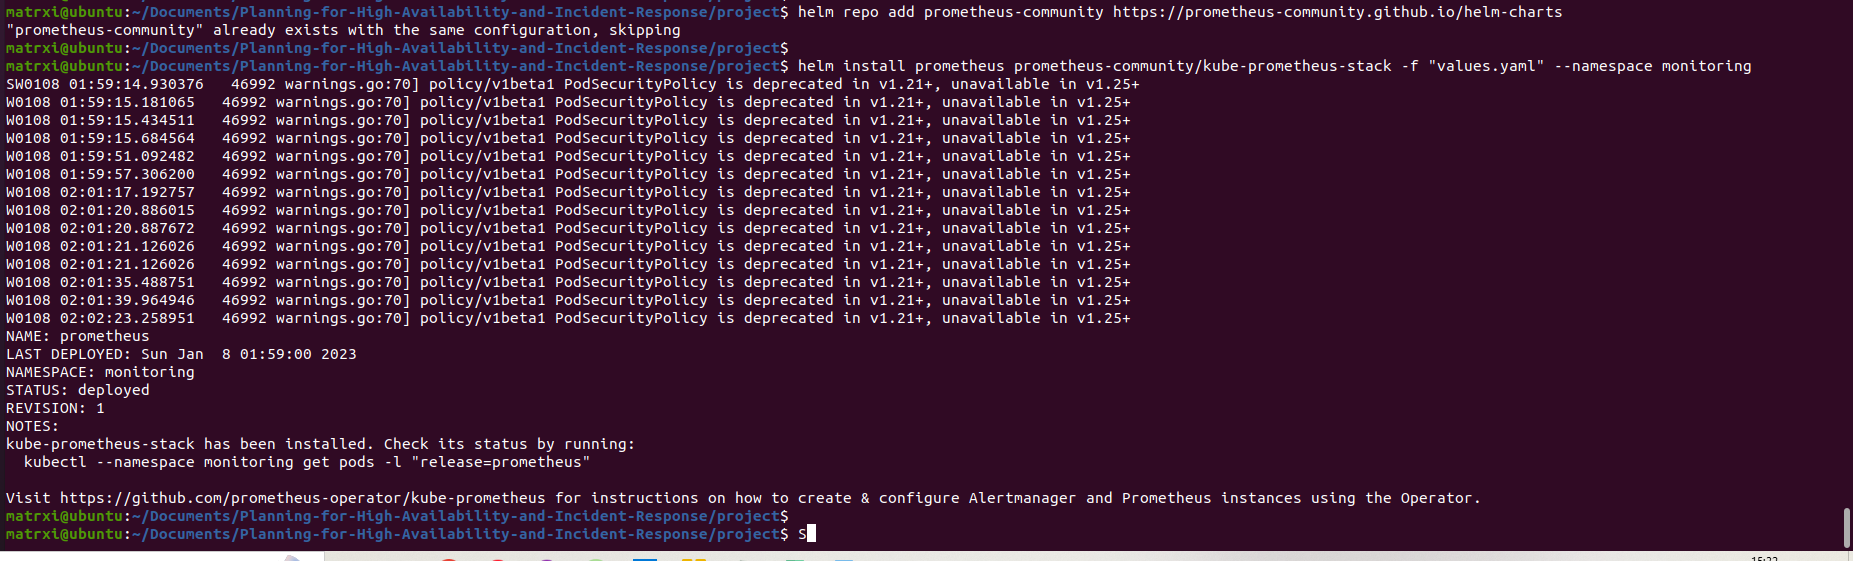 matrxi@ubuntu:~/Documents/Planning-for-High-Availability-and-Incident-Response/project$ helm repo add prometheus-community https://prometheus-community.github.io/helm-charts
"prometheus-community" already exists with the same configuration, skipping
matrxi@ubuntu:~/Documents/Planning-for-High-Availability-and-Incident-Response/project$
matrxi@ubuntu:~/Documents/Planning-for-High-Availability-and-Incident-Response/project$ helm install prometheus prometheus-community/kube-prometheus-stack -f "values.yaml" --namespace monitoring
SW0108 01:59:14.930376   46992 warnings.go:70] policy/v1beta1 PodSecurityPolicy is deprecated in v1.21+, unavailable in v1.25+
W0108 01:59:15.181065   46992 warnings.go:70] policy/v1beta1 PodSecurityPolicy is deprecated in v1.21+, unavailable in v1.25+
W0108 01:59:15.434511   46992 warnings.go:70] policy/v1beta1 PodSecurityPolicy is deprecated in v1.21+, unavailable in v1.25+
W0108 01:59:15.684564   46992 warnings.go:70] policy/v1beta1 PodSecurityPolicy is deprecated in v1.21+, unavailable in v1.25+
W0108 01:59:51.092482   46992 warnings.go:70] policy/v1beta1 PodSecurityPolicy is deprecated in v1.21+, unavailable in v1.25+
W0108 01:59:57.306200   46992 warnings.go:70] policy/v1beta1 PodSecurityPolicy is deprecated in v1.21+, unavailable in v1.25+
W0108 02:01:17.192757   46992 warnings.go:70] policy/v1beta1 PodSecurityPolicy is deprecated in v1.21+, unavailable in v1.25+
W0108 02:01:20.886015   46992 warnings.go:70] policy/v1beta1 PodSecurityPolicy is deprecated in v1.21+, unavailable in v1.25+
W0108 02:01:20.887672   46992 warnings.go:70] policy/v1beta1 PodSecurityPolicy is deprecated in v1.21+, unavailable in v1.25+
W0108 02:01:21.126026   46992 warnings.go:70] policy/v1beta1 PodSecurityPolicy is deprecated in v1.21+, unavailable in v1.25+
W0108 02:01:21.126026   46992 warnings.go:70] policy/v1beta1 PodSecurityPolicy is deprecated in v1.21+, unavailable in v1.25+
W0108 02:01:35.488751   46992 warnings.go:70] policy/v1beta1 PodSecurityPolicy is deprecated in v1.21+, unavailable in v1.25+
W0108 02:01:39.964946   46992 warnings.go:70] policy/v1beta1 PodSecurityPolicy is deprecated in v1.21+, unavailable in v1.25+
W0108 02:02:23.258951   46992 warnings.go:70] policy/v1beta1 PodSecurityPolicy is deprecated in v1.21+, unavailable in v1.25+
NAME: prometheus
LAST DEPLOYED: Sun Jan  8 01:59:00 2023
NAMESPACE: monitoring
STATUS: deployed
REVISION: 1
NOTES:
kube-prometheus-stack has been installed. Check its status by running:
  kubectl --namespace monitoring get pods -l "release=prometheus"
Visit https://github.com/prometheus-operator/kube-prometheus for instructions on how to create & configure Alertmanager and Prometheus instances using the Operator.
matrxi@ubuntu:~/Documents/Planning-for-High-Availability-and-Incident-Response/project$
matrxi@ubuntu:~/Documents/Planning-for-High-Availability-and-Incident-Response/project$ S